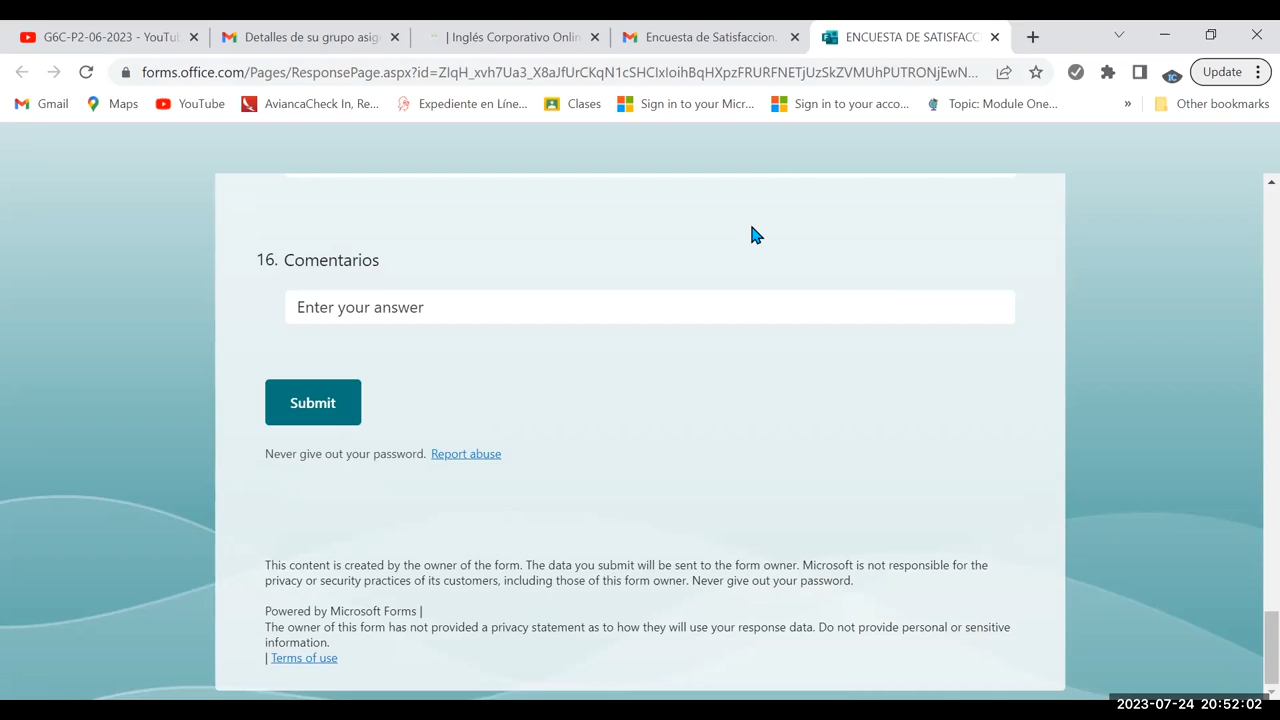 G6C-P2-06-2023 - YouTu
Detalles de su grupo asig
| Inglés Corporativo Onlin
Encuesta de Satisfaccion.
ENCUESTA DE SATISFACC
forms.office.com/Pages/ResponsePage.aspx?id=ZlqH_xvh7Ua3_X8aJfUrCKqN1cSHClxIoihBqHXpzFRURFNETjUzSkZVMUhPUTRONjEwN...
Update
Gmail
Maps
YouTube
AviancaCheck In, Re...
Expediente en Líne...
Clases
Sign in to your Micr...
Sign in to your acco...
Topic: Module One...
»
Other bookmarks
16. Comentarios
Enter your answer
Submit
Never give out your password. Report abuse
This content is created by the owner of the form. The data you submit will be sent to the form owner. Microsoft is not responsible for the
privacy or security practices of its customers, including those of this form owner. Never give out your password.
Powered by Microsoft Forms |
The owner of this form has not provided a privacy statement as to how they will use your response data. Do not provide personal or sensitive
information.
| Terms of use
2023-07-24 20:52:02